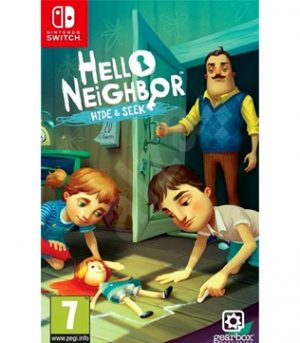 NINTENDO
SWITCH
HELLO
NEIGHBOR
HIDE & SEEK
7
www.pegi.info
gearbox